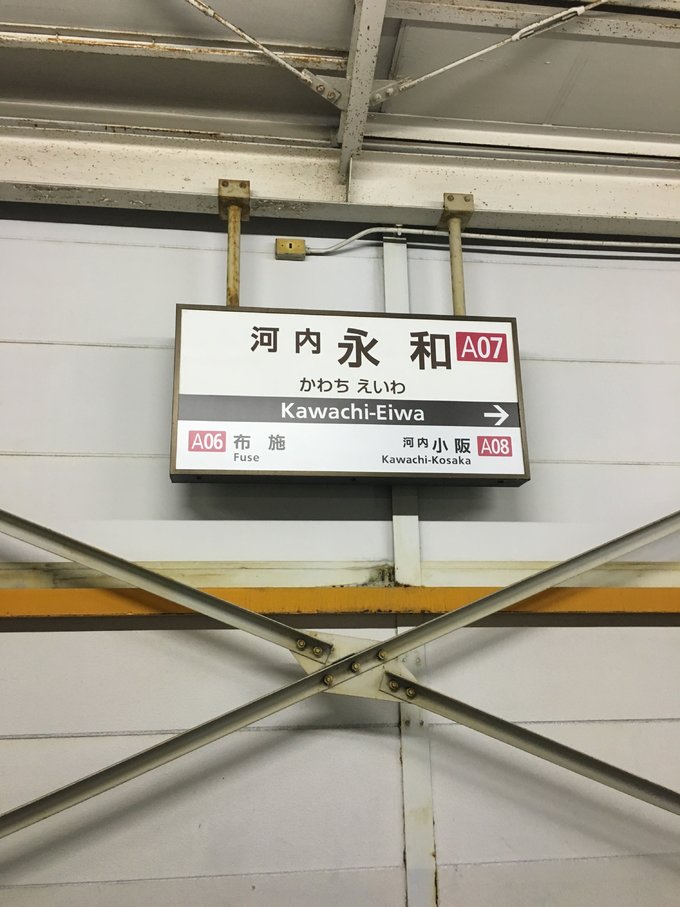 河内 永和 A07
かわち えいわ
Kawachi-Eiwa →
A06 布施 河内 小阪 A08
Fuse Kawachi-Kosaka